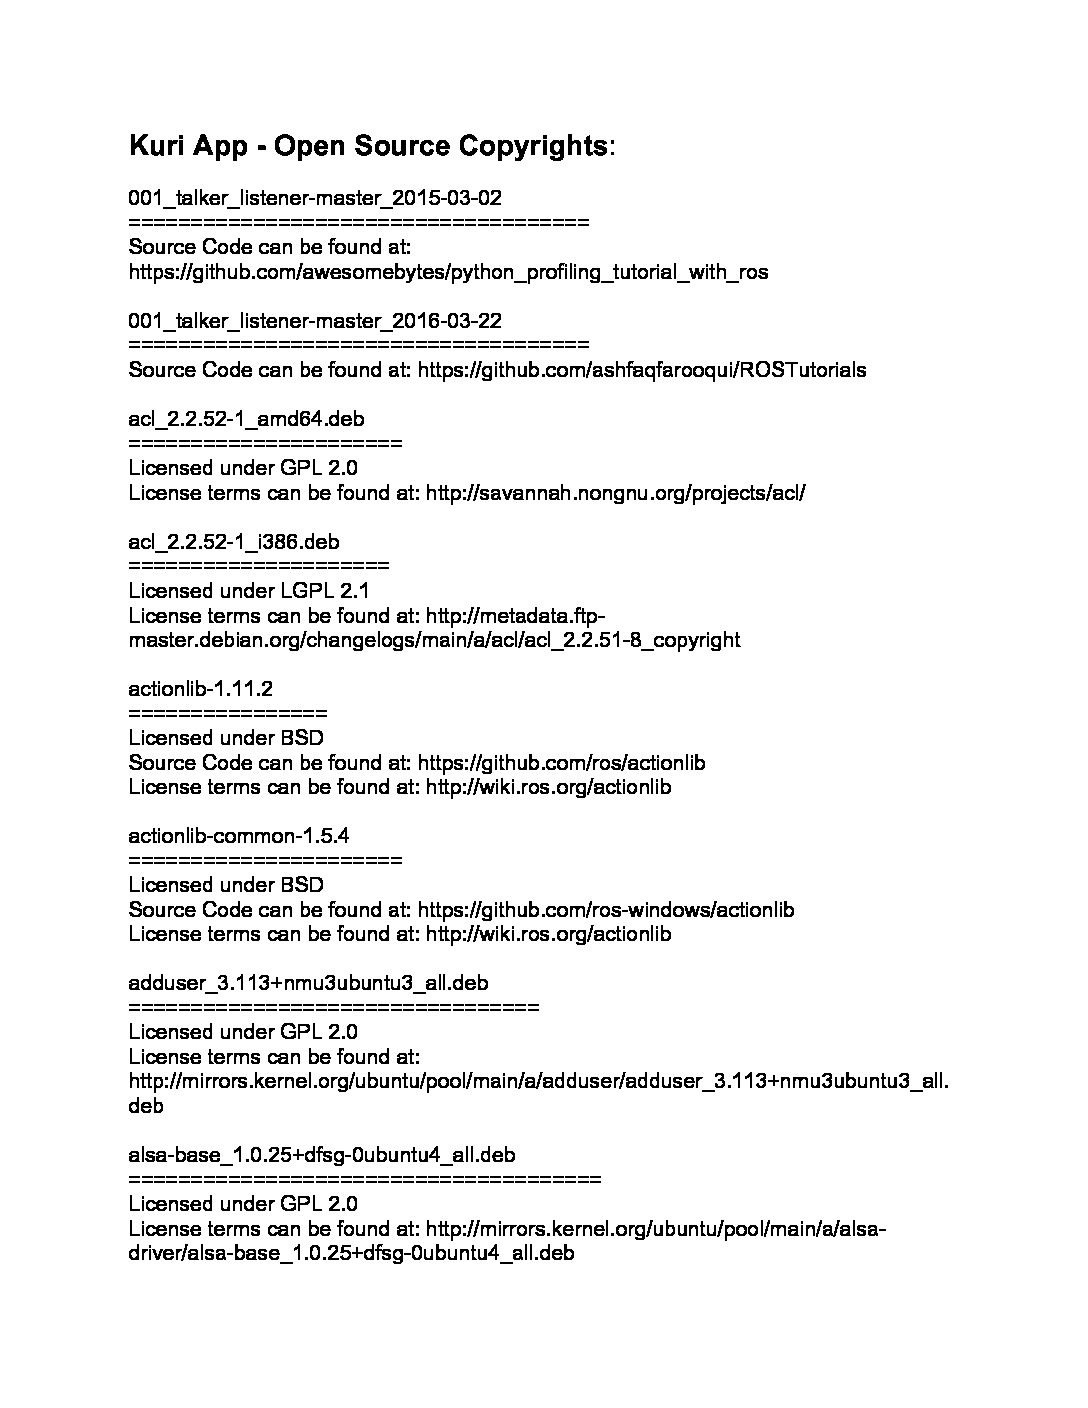 Kuri App - Open Source Copyrights:
001_talker_listener-master_2015-03-02
=====================================
Source Code can be found at:
https://github.com/awesomebytes/python_profiling_tutorial_with_ros
001_talker_listener-master_2016-03-22
=====================================
Source Code can be found at: https://github.com/ashfaqfarooqui/ROSTutorials
acl_2.2.52-1_amd64.deb
======================
Licensed under GPL 2.0
License terms can be found at: http://savannah.nongnu.org/projects/acl/
acl_2.2.52-1_i386.deb
=====================
Licensed under LGPL 2.1
License terms can be found at: http://metadata.ftp-
master.debian.org/changelogs/main/a/acl/acl_2.2.51-8_copyright
actionlib-1.11.2
================
Licensed under BSD
Source Code can be found at: https://github.com/ros/actionlib
License terms can be found at: http://wiki.ros.org/actionlib
actionlib-common-1.5.4
======================
Licensed under BSD
Source Code can be found at: https://github.com/ros-windows/actionlib
License terms can be found at: http://wiki.ros.org/actionlib
adduser_3.113+nmu3ubuntu3_all.deb
=================================
Licensed under GPL 2.0
License terms can be found at:
http://mirrors.kernel.org/ubuntu/pool/main/a/adduser/adduser_3.113+nmu3ubuntu3_all.
deb
alsa-base_1.0.25+dfsg-0ubuntu4_all.deb
======================================
Licensed under GPL 2.0
License terms can be found at: http://mirrors.kernel.org/ubuntu/pool/main/a/alsa-
driver/alsa-base_1.0.25+dfsg-0ubuntu4_all.deb